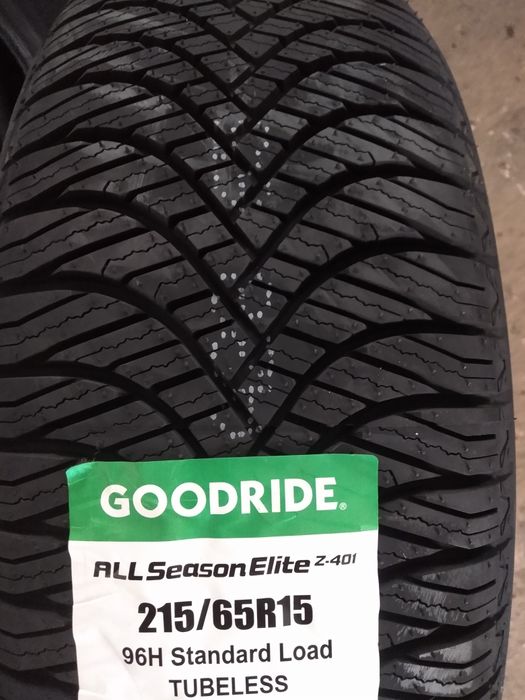 GOODRIDE®
ALL Season Elite Z-401
215/65R15
96H Standard Load
TUBELESS